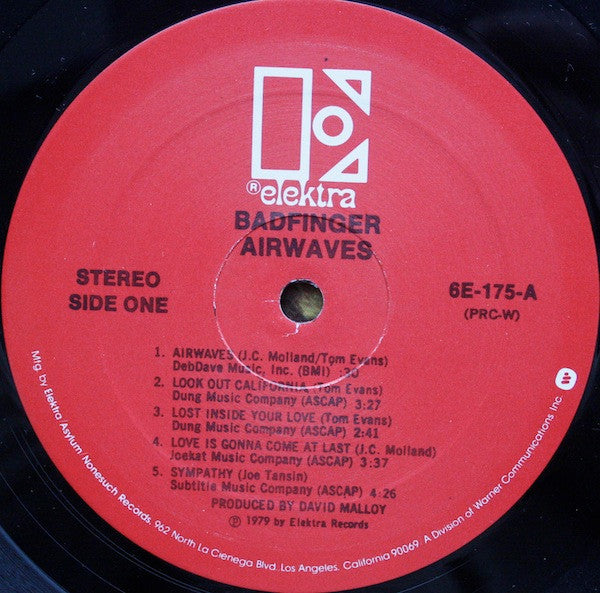 ® elektra
BADFINGER
AIRWAVES
STEREO
SIDE ONE
6E-175-A
(PRC-W)
1. AIRWAVES (J.C. Molland/Tom Evans)
DebDave Music, Inc. (BMI) :30
2. LOOK OUT CALIFORNIA (Tom Evans)
Dung Music Company (ASCAP) 3:27
3. LOST INSIDE YOUR LOVE (Tom Evans)
Dung Music Company (ASCAP) 2:41
4. LOVE IS GONNA COME AT LAST (J.C. Molland)
Joekat Music Company (ASCAP) 3:37
5. SYMPATHY (Joe Tansin)
Subtitle Music Company (ASCAP) 4:26
PRODUCED BY DAVID MALLOY
℗ 1979 by Elektra Records
Mfg. by Elektra/Asylum/Nonesuch Records, 962 North La Cienega Blvd. Los Angeles, California 90069 A Division of Warner Communications Inc